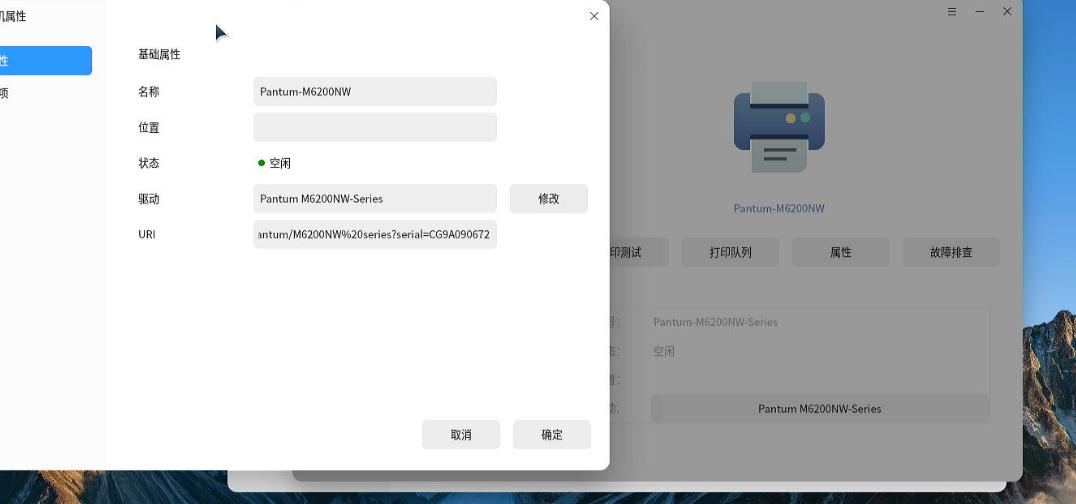 机属性
性
项
基础属性
名称
Pantum-M6200NW
位置
状态
空闲
驱动
Pantum M6200NW-Series
修改
URI
antum/M6200NW%20series?serial=CG9A090672
取消
确定
Pantum-M6200NW
印测试
打印队列
属性
故障排查
号:
Pantum-M6200NW-Series
态:
空闲
置:
动:
Pantum M6200NW-Series